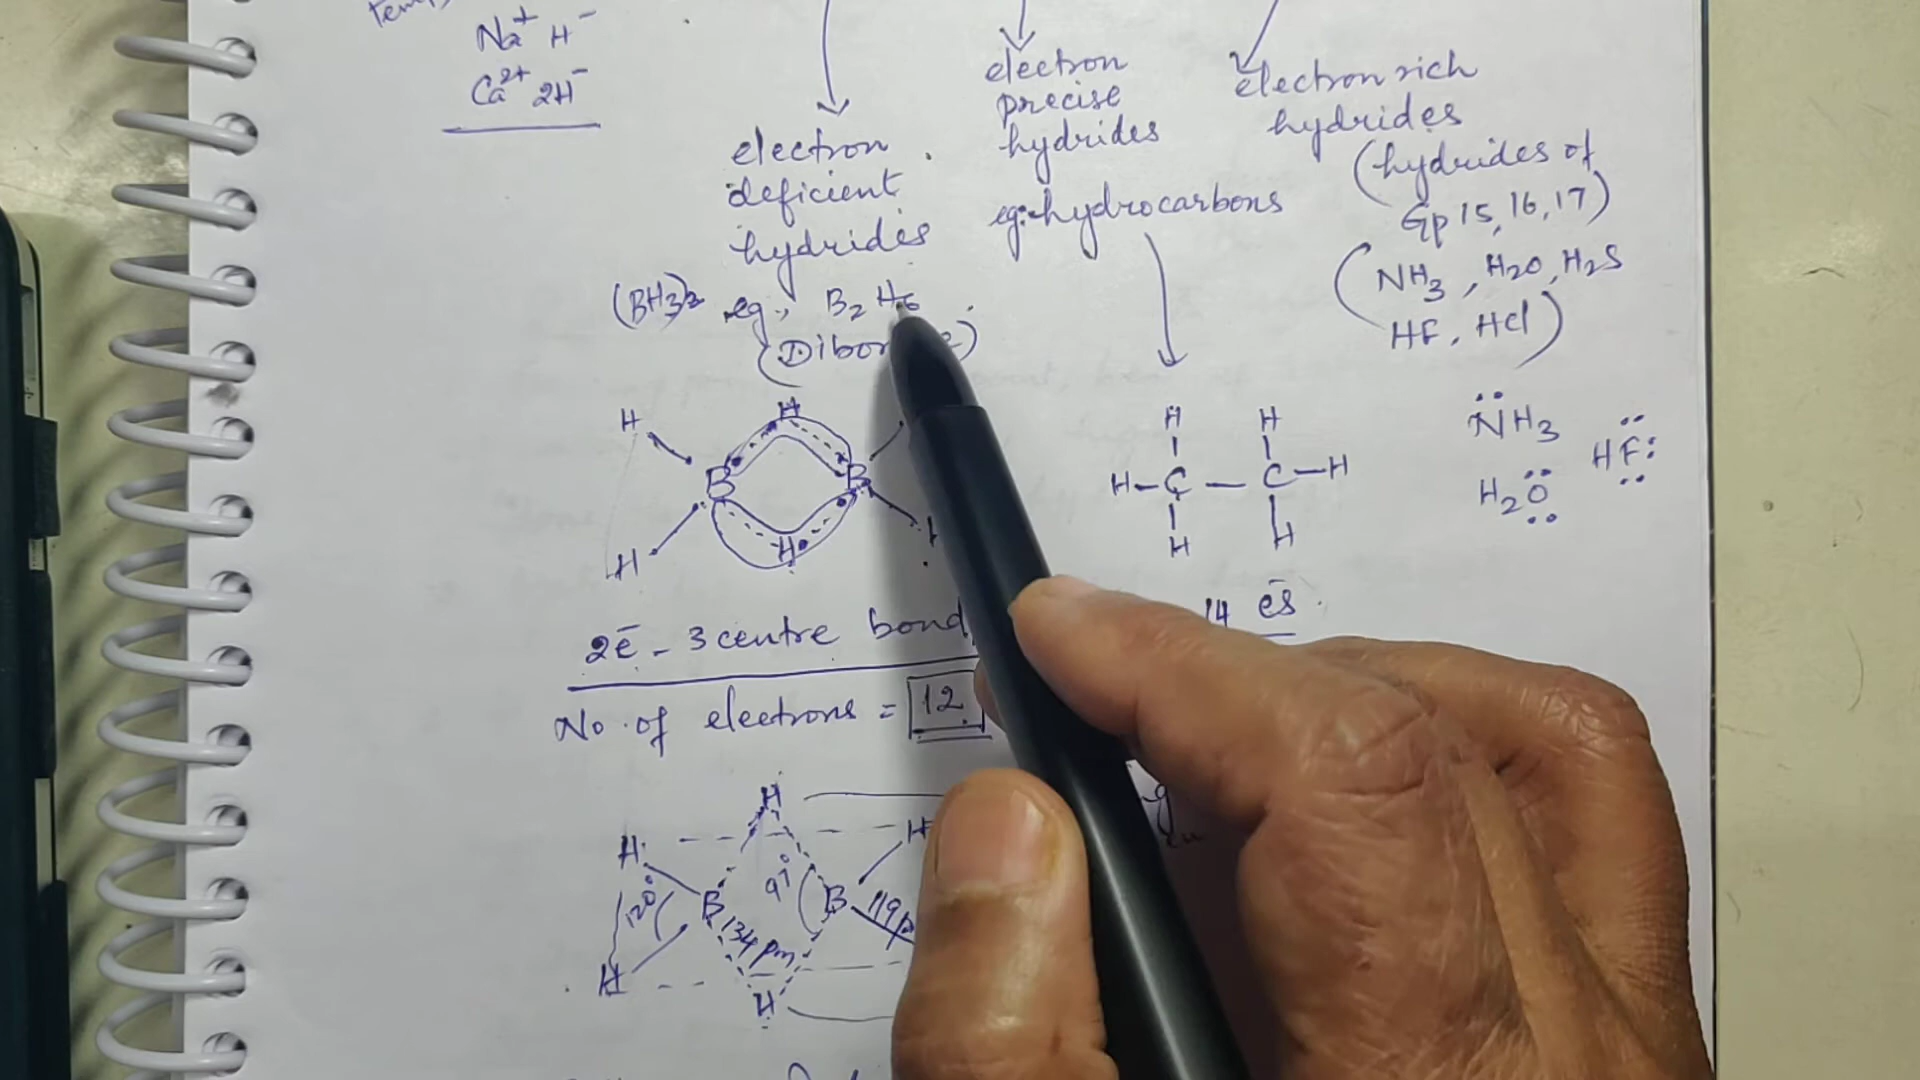 Na⁺ H⁻
Ca²⁺ 2H⁻
electron
deficient
hydrides
(BH3)2 eg., B2H6
electron
precise
hydrides
eg:-hydrocarbons
electron rich
hydrides
(hydrides of
Gp 15, 16, 17)
(NH3, H2O, H2S
HF, HCl)
H H
B B
H H
H H
H-C-C-H
H H
NH3
HF
H2O
14 ēs
2ē - 3 centre bond
No. of electrons = 12
H
H H
120° B 97° B 119
134 pm
H
H